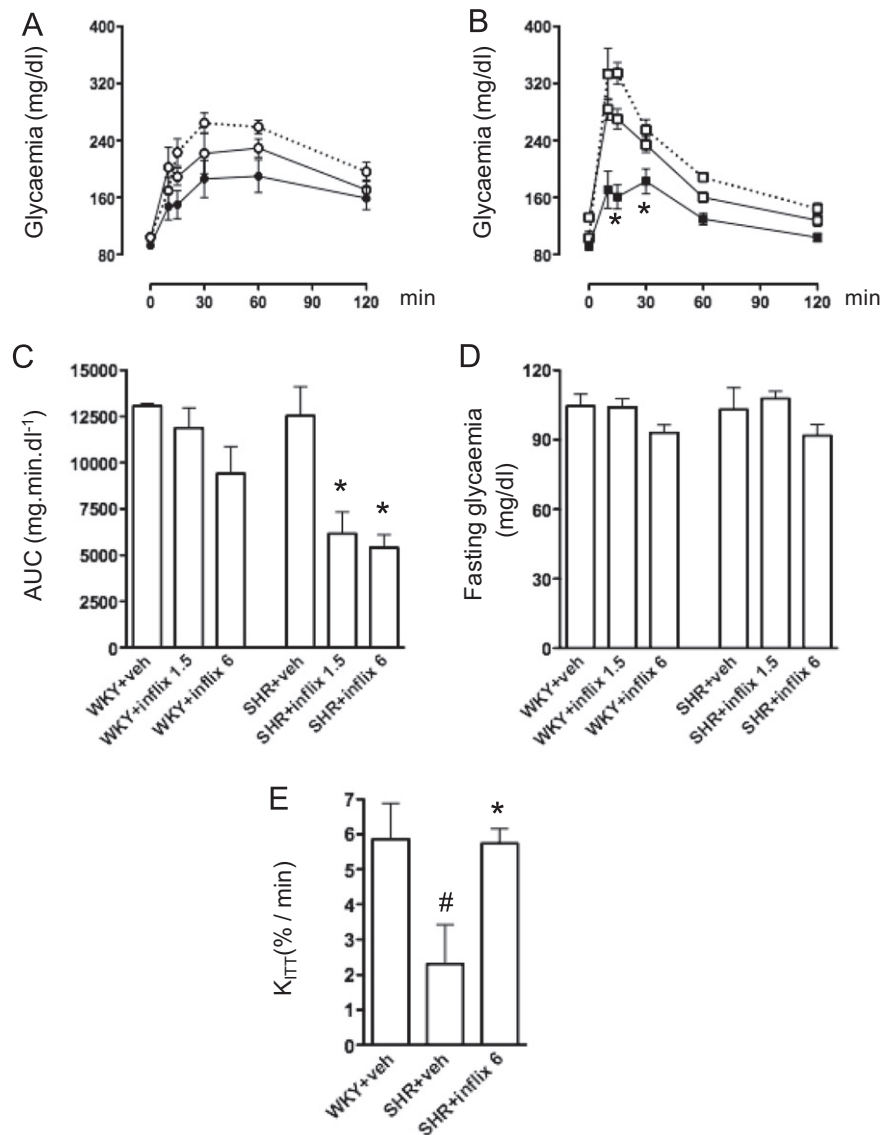 A
Glycaemia (mg/dl)
400
320
240
160
80
0 30 60 90 120 min
B
Glycaemia (mg/dl)
400
320
240
160
80
* *
0 30 60 90 120 min
C
AUC (mg.min.dl-1)
15000
12500
10000
7500
5000
2500
0
* *
WKY+veh
WKY+inflix 1.5
WKY+inflix 6
SHR+veh
SHR+inflix 1.5
SHR+inflix 6
D
Fasting glycaemia
(mg/dl)
120
90
60
30
0
WKY+veh
WKY+inflix 1.5
WKY+inflix 6
SHR+veh
SHR+inflix 1.5
SHR+inflix 6
E
KITT(% / min)
7
6
5
4
3
2
1
0
#
*
WKY+veh
SHR+veh
SHR+inflix 6